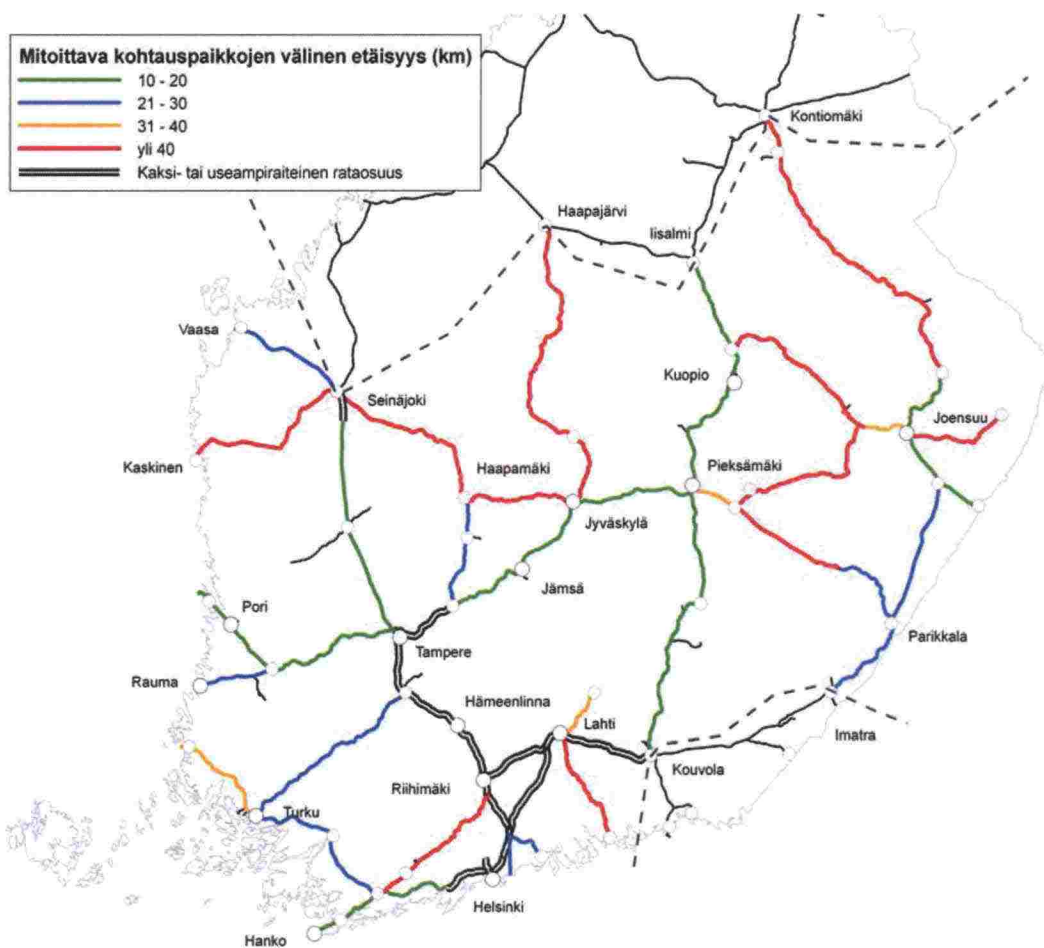 Mitoittava kohtauspaikkojen välinen etäisyys (km)
10 - 20
21 - 30
31 - 40
yli 40
Kaksi- tai useampiraiteinen rataosuus
Kontiomäki
Haapajärvi
Iisalmi
Vaasa
Kuopio
Seinäjoki
Joensuu
Kaskinen
Haapamäki
Pieksämäki
Jyväskylä
Jämsä
Pori
Tampere
Parikkala
Rauma
Hämeenlinna
Lahti
Imatra
Kouvola
Riihimäki
Turku
Helsinki
Hanko